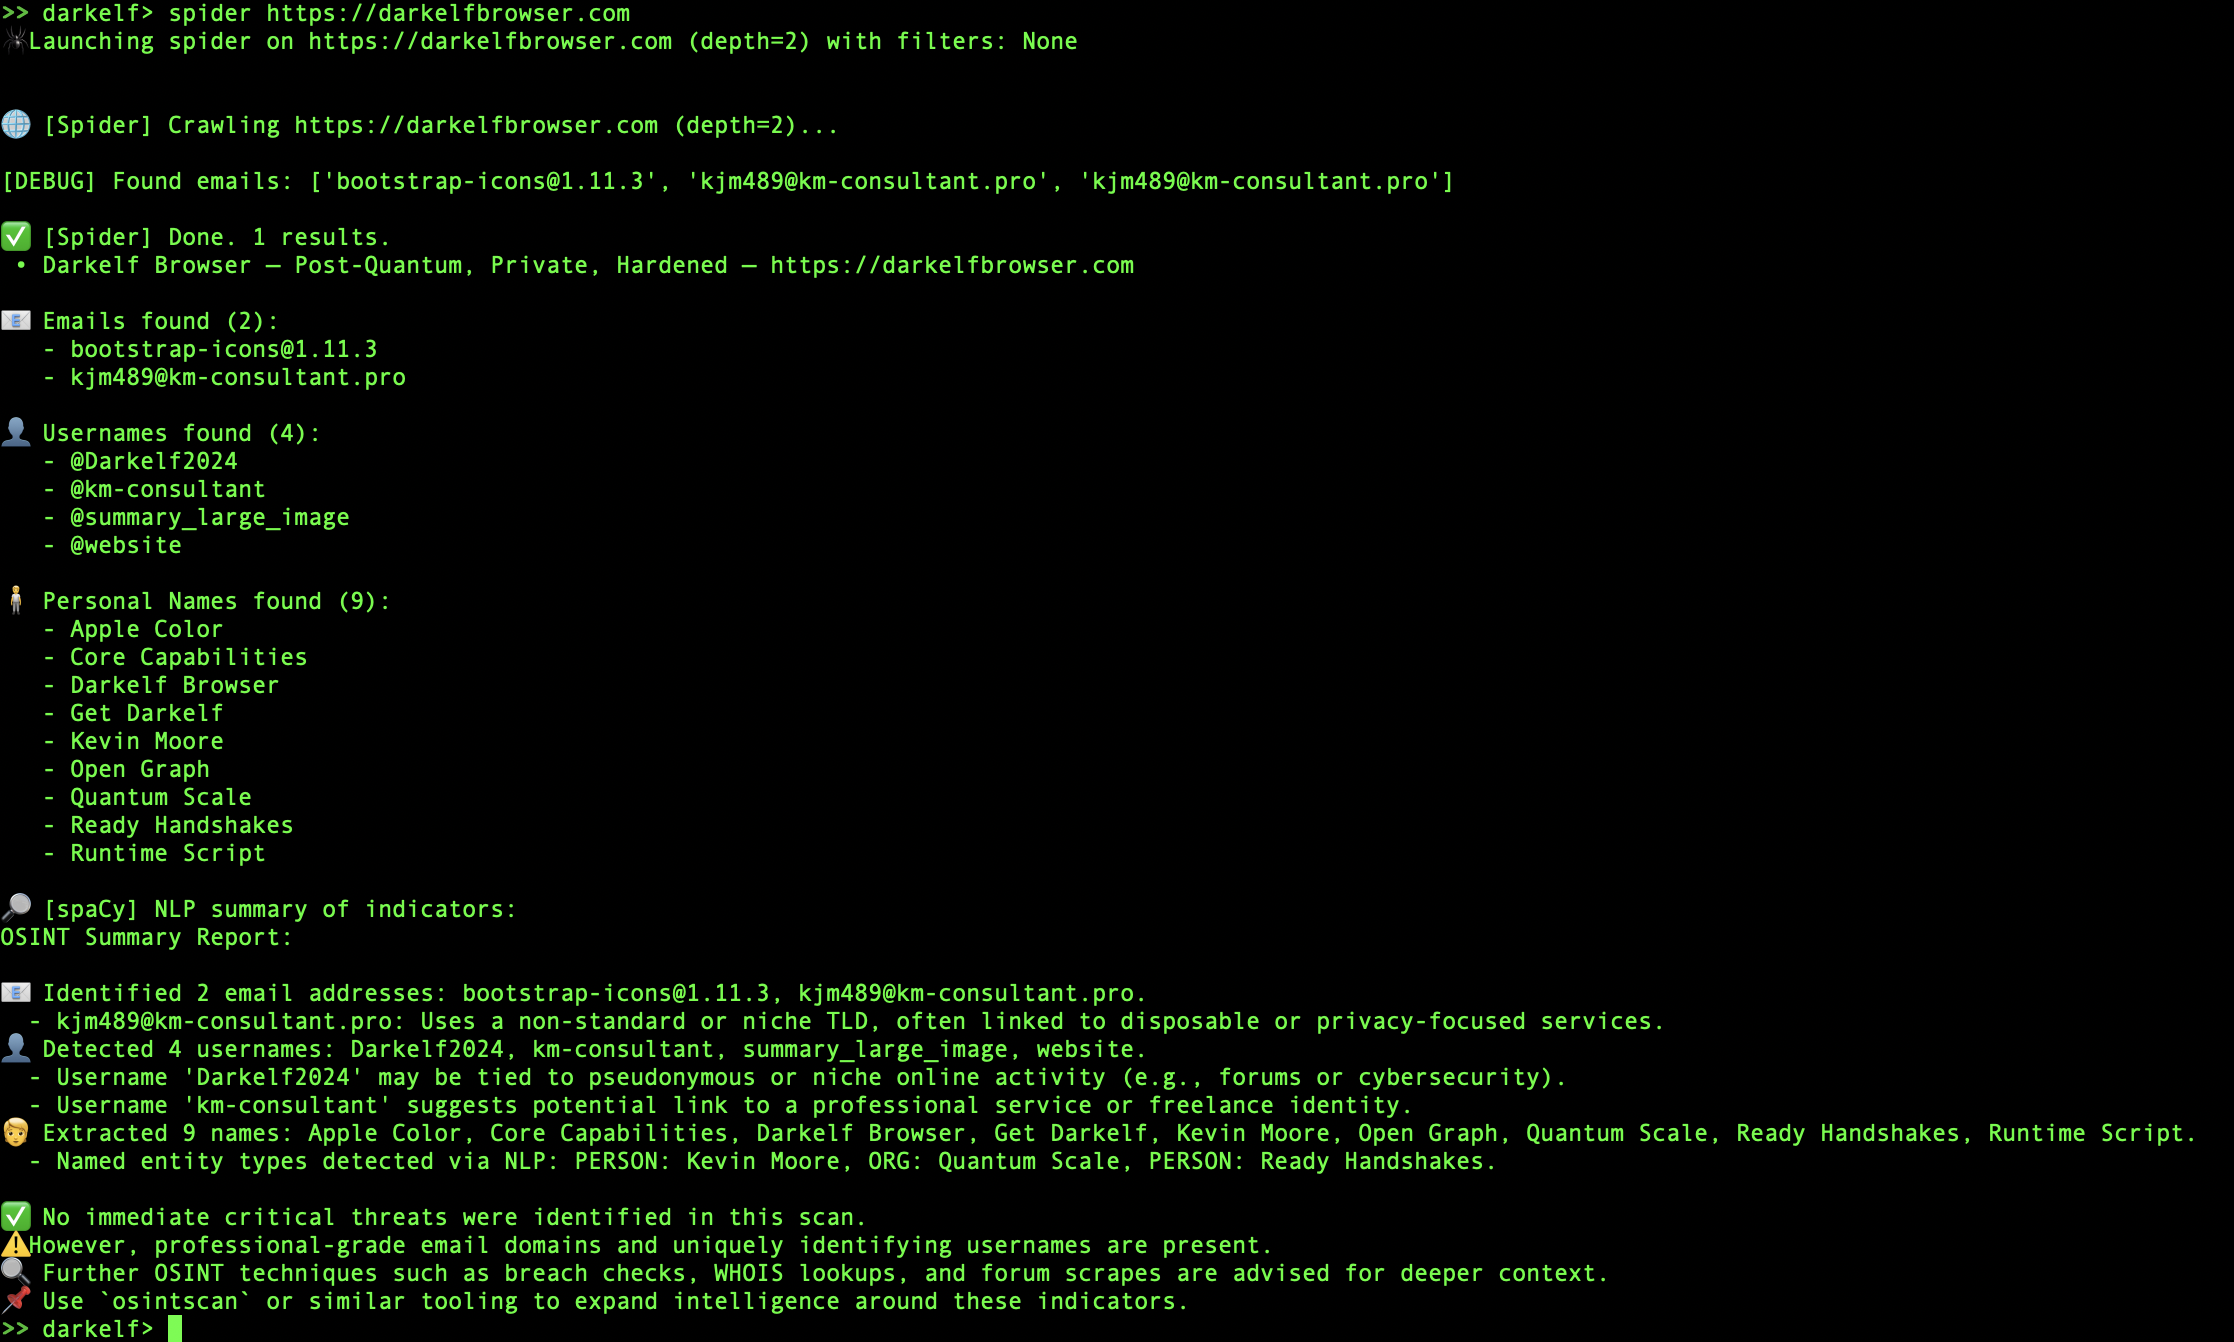 >> darkelf> spider https://darkelfbrowser.com
🕷Launching spider on https://darkelfbrowser.com (depth=2) with filters: None
🌐 [Spider] Crawling https://darkelfbrowser.com (depth=2)...
[DEBUG] Found emails: ['bootstrap-icons@1.11.3', 'kjm489@km-consultant.pro', 'kjm489@km-consultant.pro']
✅ [Spider] Done. 1 results.
• Darkelf Browser — Post-Quantum, Private, Hardened — https://darkelfbrowser.com
📧 Emails found (2):
- bootstrap-icons@1.11.3
- kjm489@km-consultant.pro
👤 Usernames found (4):
- @Darkelf2024
- @km-consultant
- @summary_large_image
- @website
🧍 Personal Names found (9):
- Apple Color
- Core Capabilities
- Darkelf Browser
- Get Darkelf
- Kevin Moore
- Open Graph
- Quantum Scale
- Ready Handshakes
- Runtime Script
🔎 [spaCy] NLP summary of indicators:
OSINT Summary Report:
📧 Identified 2 email addresses: bootstrap-icons@1.11.3, kjm489@km-consultant.pro.
- kjm489@km-consultant.pro: Uses a non-standard or niche TLD, often linked to disposable or privacy-focused services.
👤 Detected 4 usernames: Darkelf2024, km-consultant, summary_large_image, website.
- Username 'Darkelf2024' may be tied to pseudonymous or niche online activity (e.g., forums or cybersecurity).
- Username 'km-consultant' suggests potential link to a professional service or freelance identity.
🧑 Extracted 9 names: Apple Color, Core Capabilities, Darkelf Browser, Get Darkelf, Kevin Moore, Open Graph, Quantum Scale, Ready Handshakes, Runtime Script.
- Named entity types detected via NLP: PERSON: Kevin Moore, ORG: Quantum Scale, PERSON: Ready Handshakes.
✅ No immediate critical threats were identified in this scan.
⚠️However, professional-grade email domains and uniquely identifying usernames are present.
🔍 Further OSINT techniques such as breach checks, WHOIS lookups, and forum scrapes are advised for deeper context.
📌 Use `osintscan` or similar tooling to expand intelligence around these indicators.
>> darkelf>